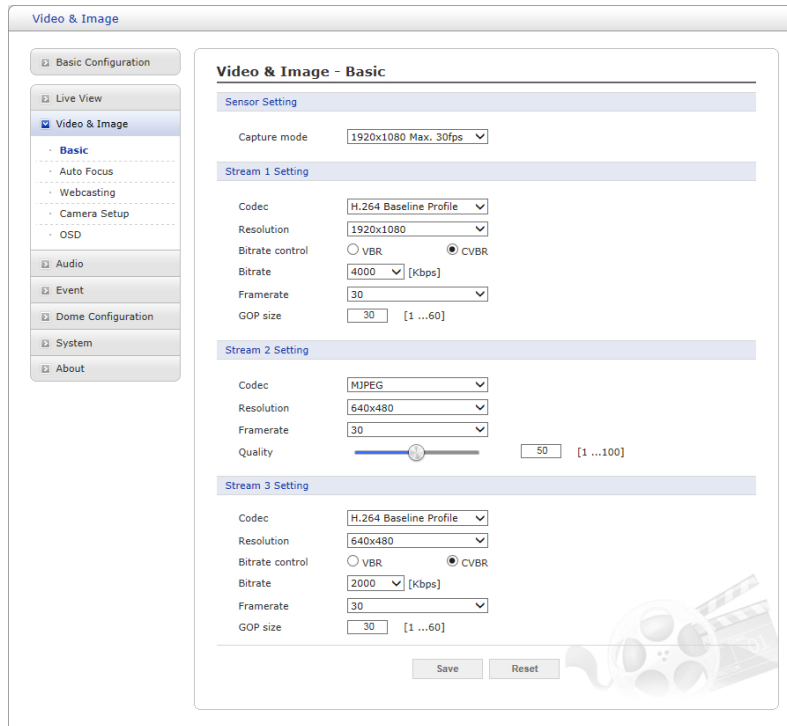 Video & Image
Basic Configuration
Live View
Video & Image
Basic
Auto Focus
Webcasting
Camera Setup
OSD
Audio
Event
Dome Configuration
System
About
Video & Image - Basic
Sensor Setting
Capture mode 1920x1080 Max. 30fps
Stream 1 Setting
Codec H.264 Baseline Profile
Resolution 1920x1080
Bitrate control VBR CVBR
Bitrate 4000 [Kbps]
Framerate 30
GOP size 30 [1 ...60]
Stream 2 Setting
Codec MJPEG
Resolution 640x480
Framerate 30
Quality 50 [1 ...100]
Stream 3 Setting
Codec H.264 Baseline Profile
Resolution 640x480
Bitrate control VBR CVBR
Bitrate 2000 [Kbps]
Framerate 30
GOP size 30 [1 ...60]
Save Reset